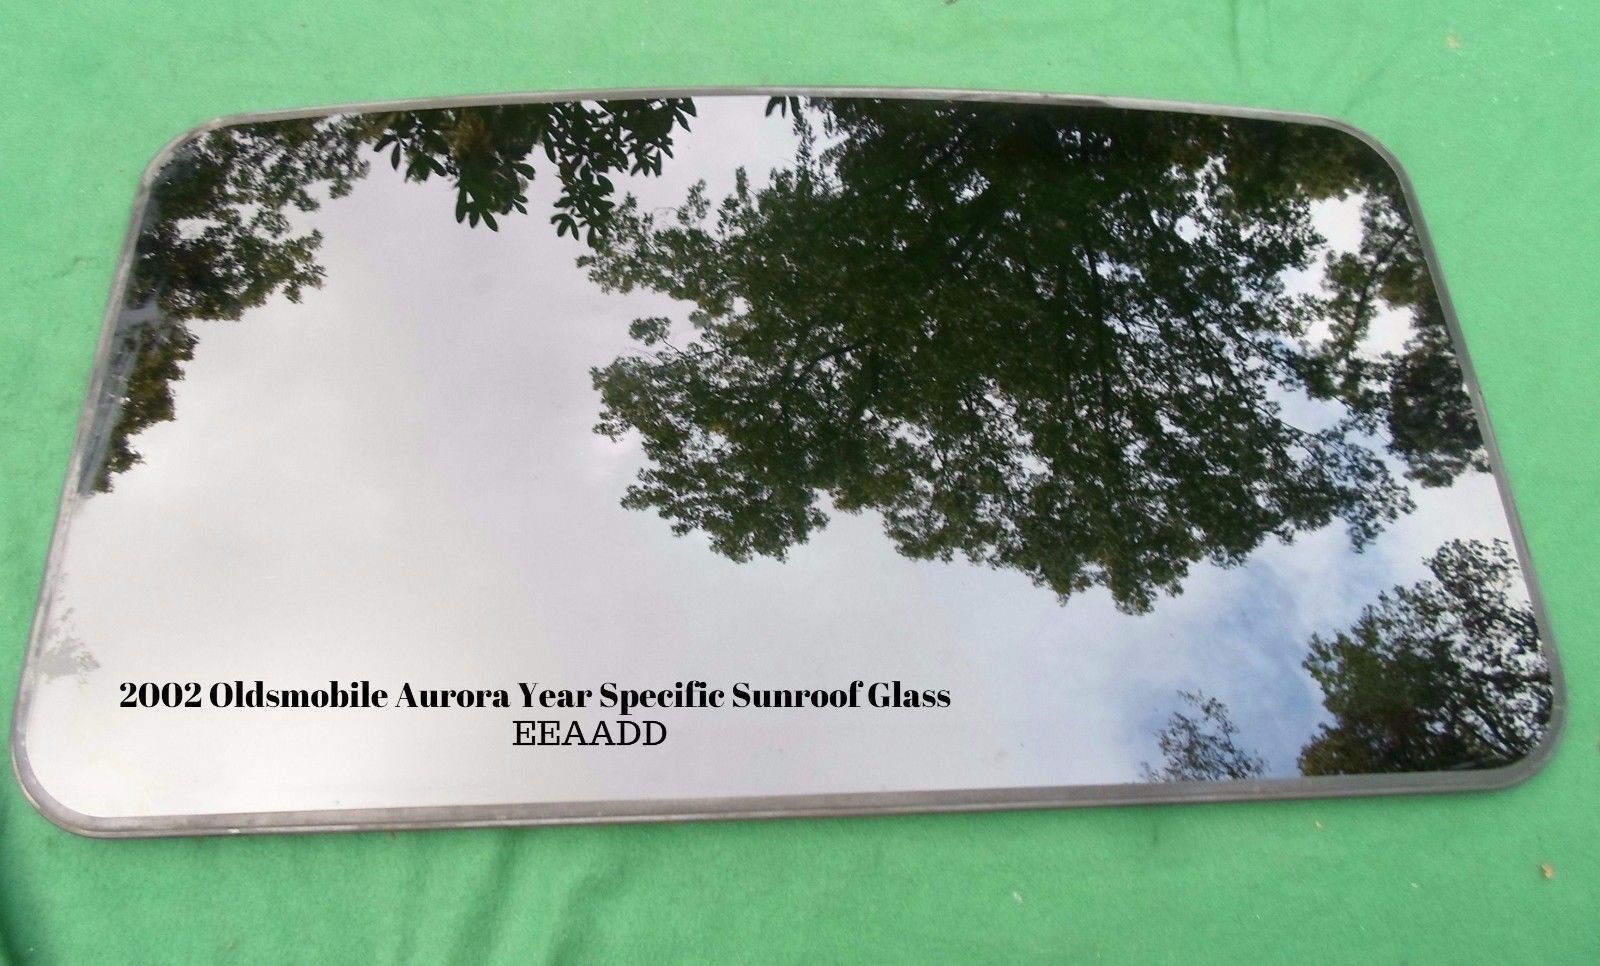 2002 Oldsmobile Aurora Year Specific Sunroof Glass
EEAADD